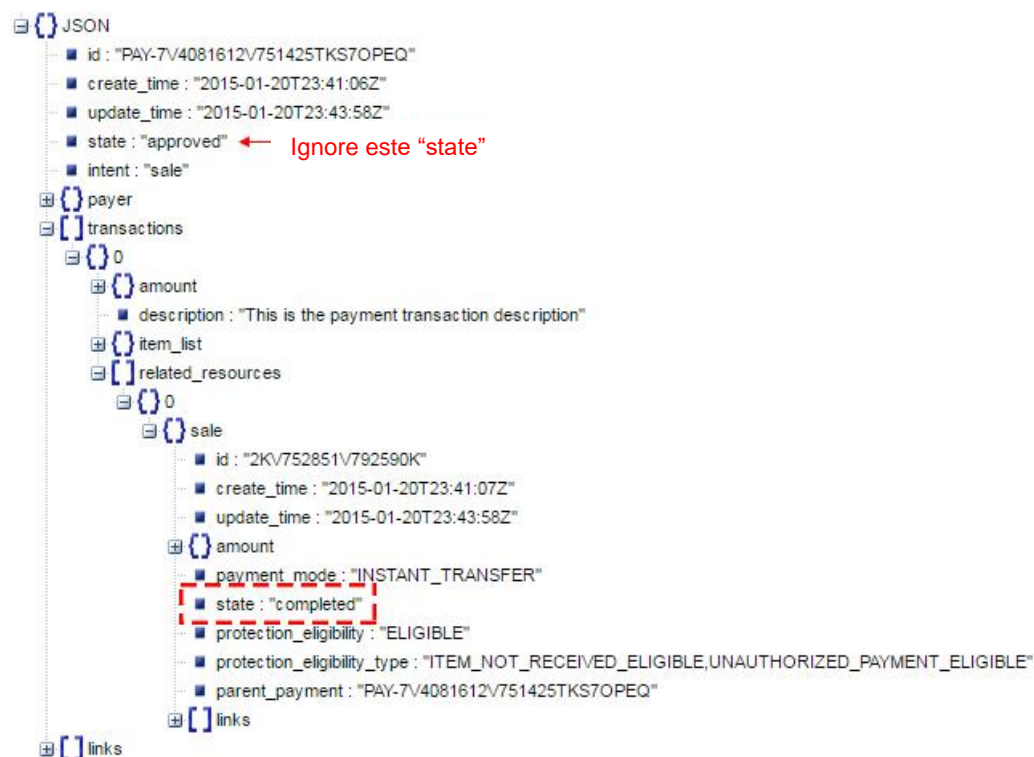 JSON
id : "PAY-7V4081612V751425TKS7OPEQ"
create_time : "2015-01-20T23:41:06Z"
update_time : "2015-01-20T23:43:58Z"
state : "approved" Ignore este “state”
intent : "sale"
payer
transactions
0
amount
description : "This is the payment transaction description"
item_list
related_resources
0
sale
id : "2KV752851V792590K"
create_time : "2015-01-20T23:41:07Z"
update_time : "2015-01-20T23:43:58Z"
amount
payment_mode : "INSTANT_TRANSFER"
state : "completed"
protection_eligibility : "ELIGIBLE"
protection_eligibility_type : "ITEM_NOT_RECEIVED_ELIGIBLE,UNAUTHORIZED_PAYMENT_ELIGIBLE"
parent_payment : "PAY-7V4081612V751425TKS7OPEQ"
links
links